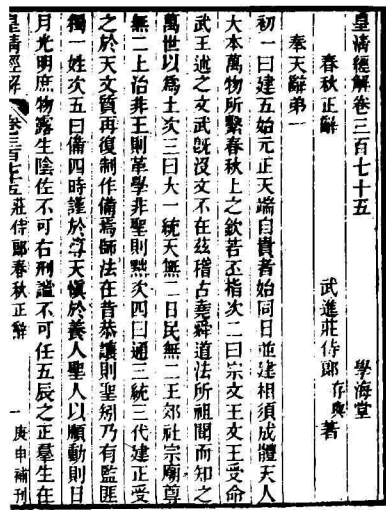 皇清經解卷三百七十五 學海堂
春秋正辭 武進莊侍郎存與著
奉天辭弟一
初一曰建五始元正天端自貴者始同日並建相須成體天人
大本萬物所繫春秋上之欽若丕指次二曰宗文王文王受命
武王述之文武旣沒文不在茲稽古堯舜道法所祖聞而知之
萬世以爲土次三曰大一統天無二日民無二王郊社宗廟尊
無二上治非王則革學非聖則黜次四曰通三統三代建正受
之於天文質再復制作備焉師法在昔恭讓則聖矧乃有監匪
獨一姓次五曰備四時謹於尊天愼於養人聖人以順動則日
月光明庶物露生陰佐不可右刑謐不可任五辰之正羣生在
皇清經解 卷三百七十五 莊侍郎春秋正辭 一 庚申補刊